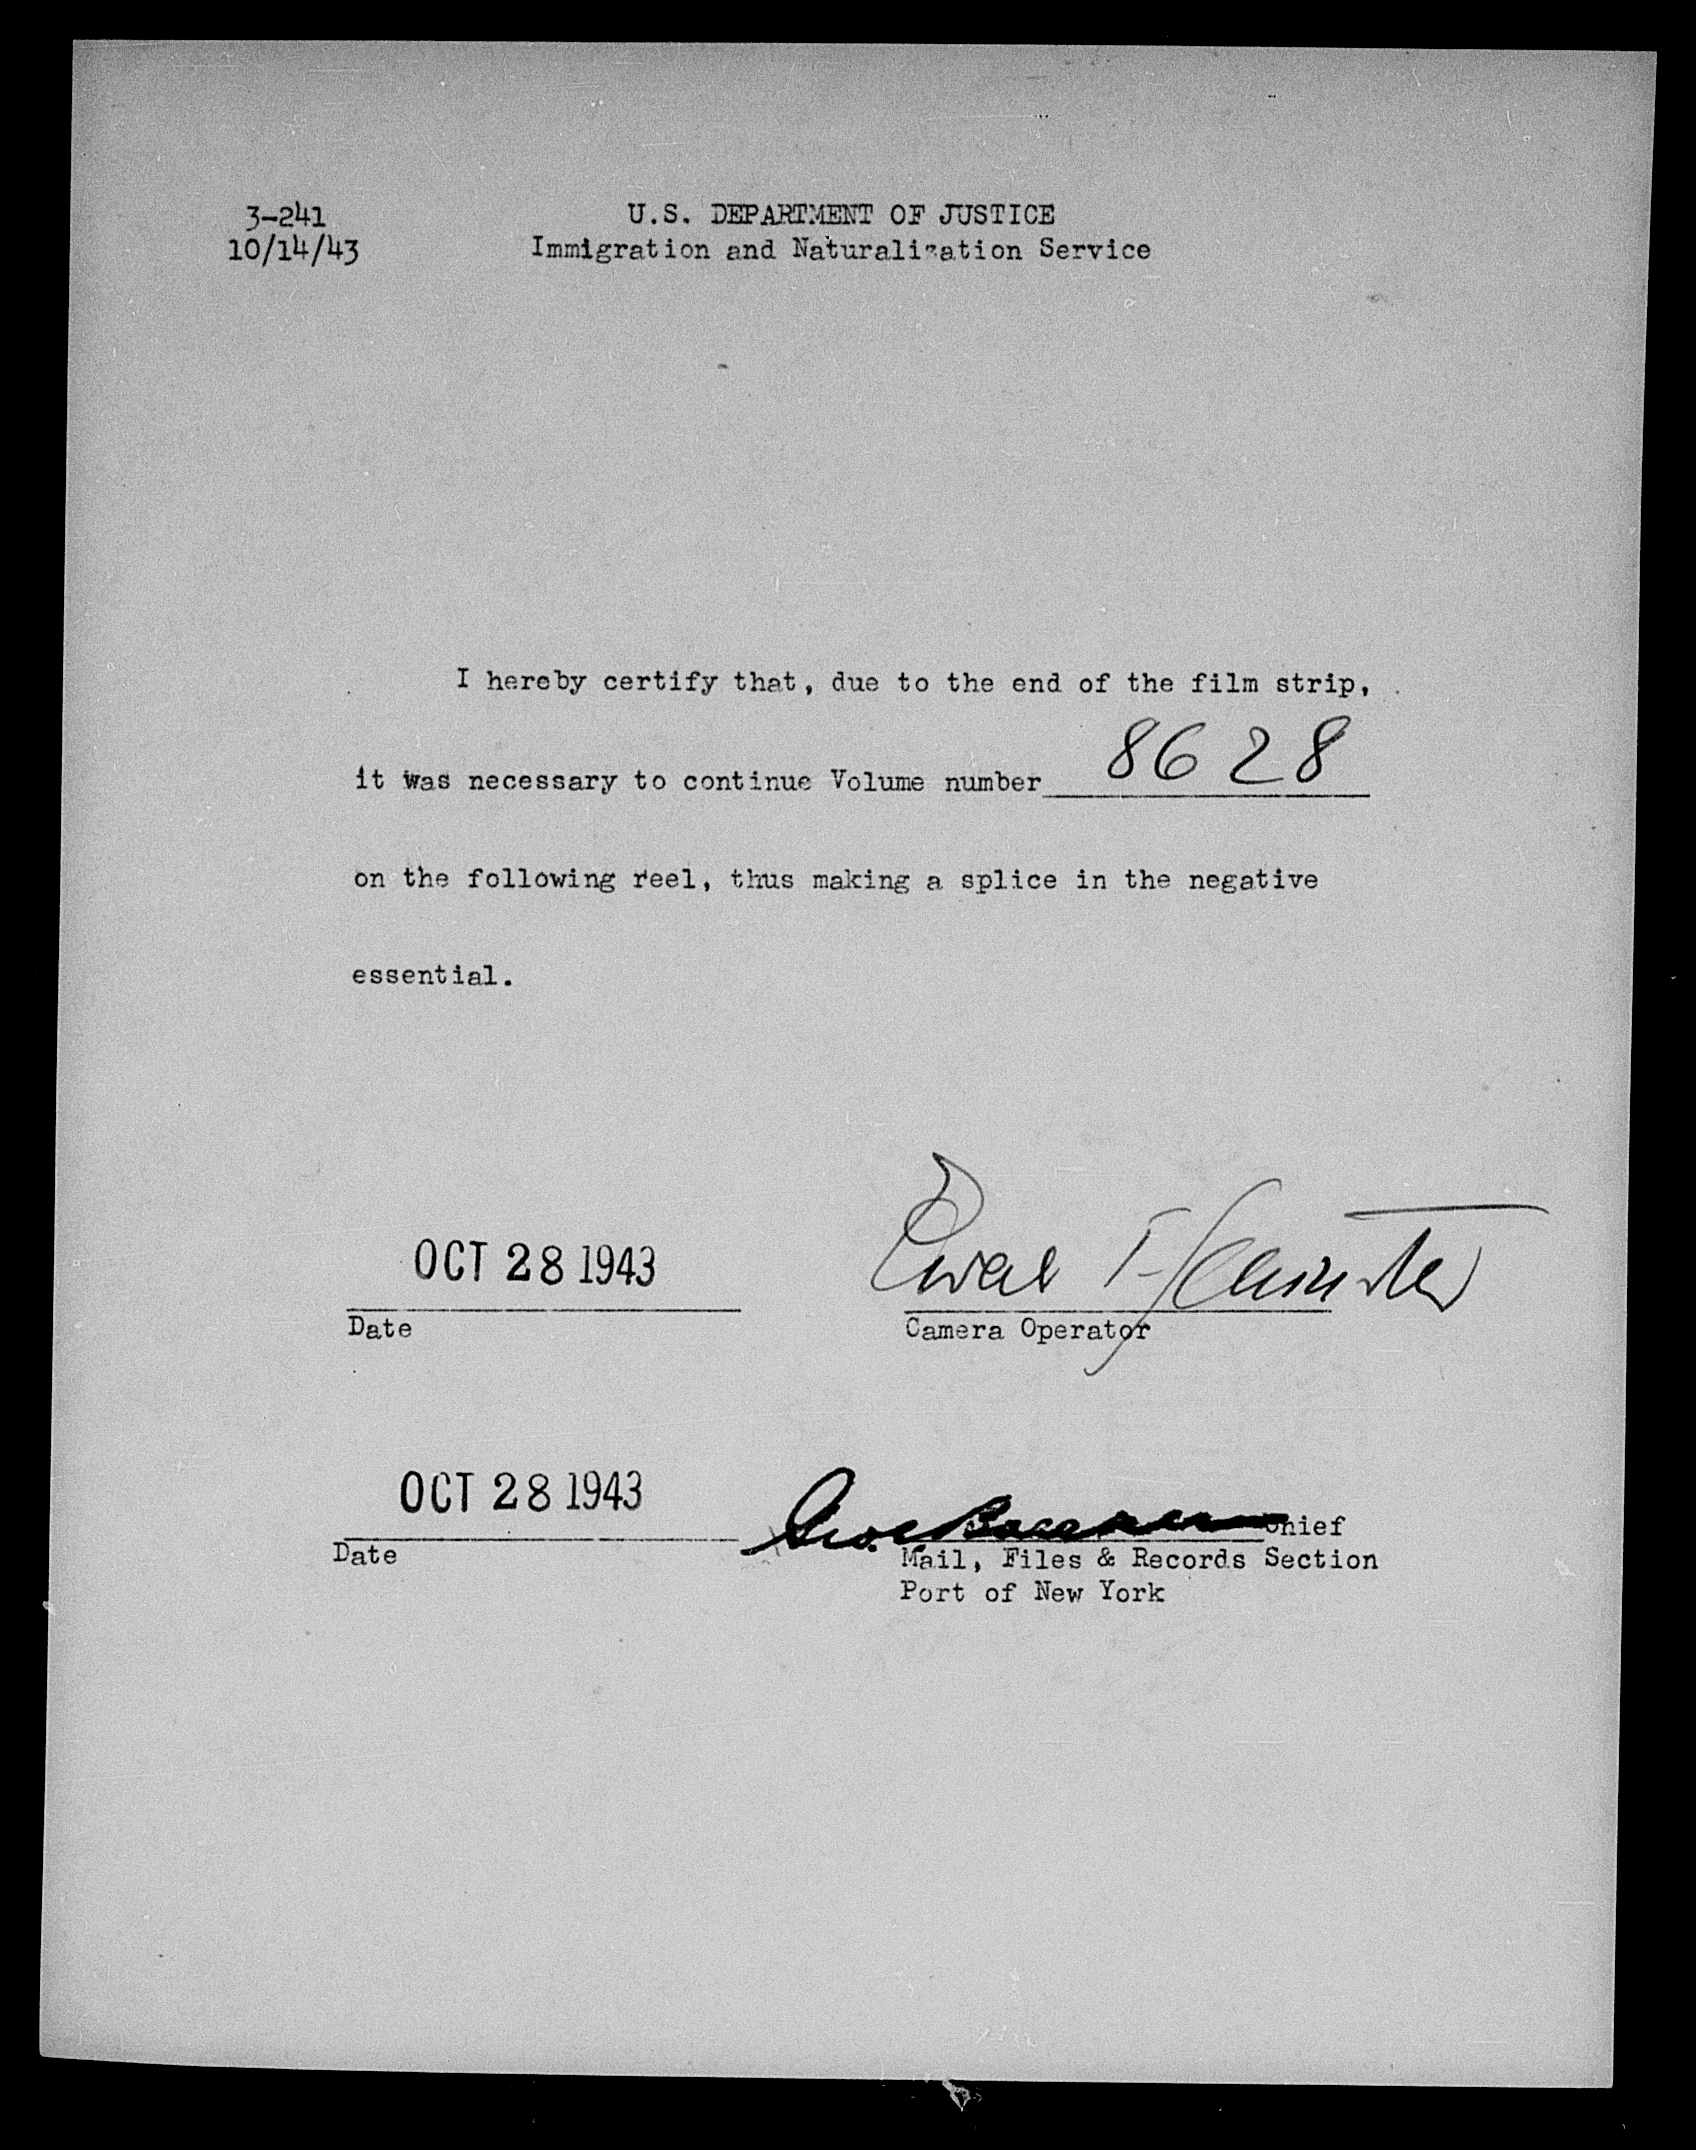 3-241
10/14/43
U.S. DEPARTMENT OF JUSTICE
Immigration and Naturalization Service
I hereby certify that, due to the end of the film strip,
it was necessary to continue Volume number 8628
on the following reel, thus making a splice in the negative
essential.
OCT 28 1943
Date
Camera Operator
OCT 28 1943
Date
Geo. Chief
Mail, Files & Records Section
Port of New York